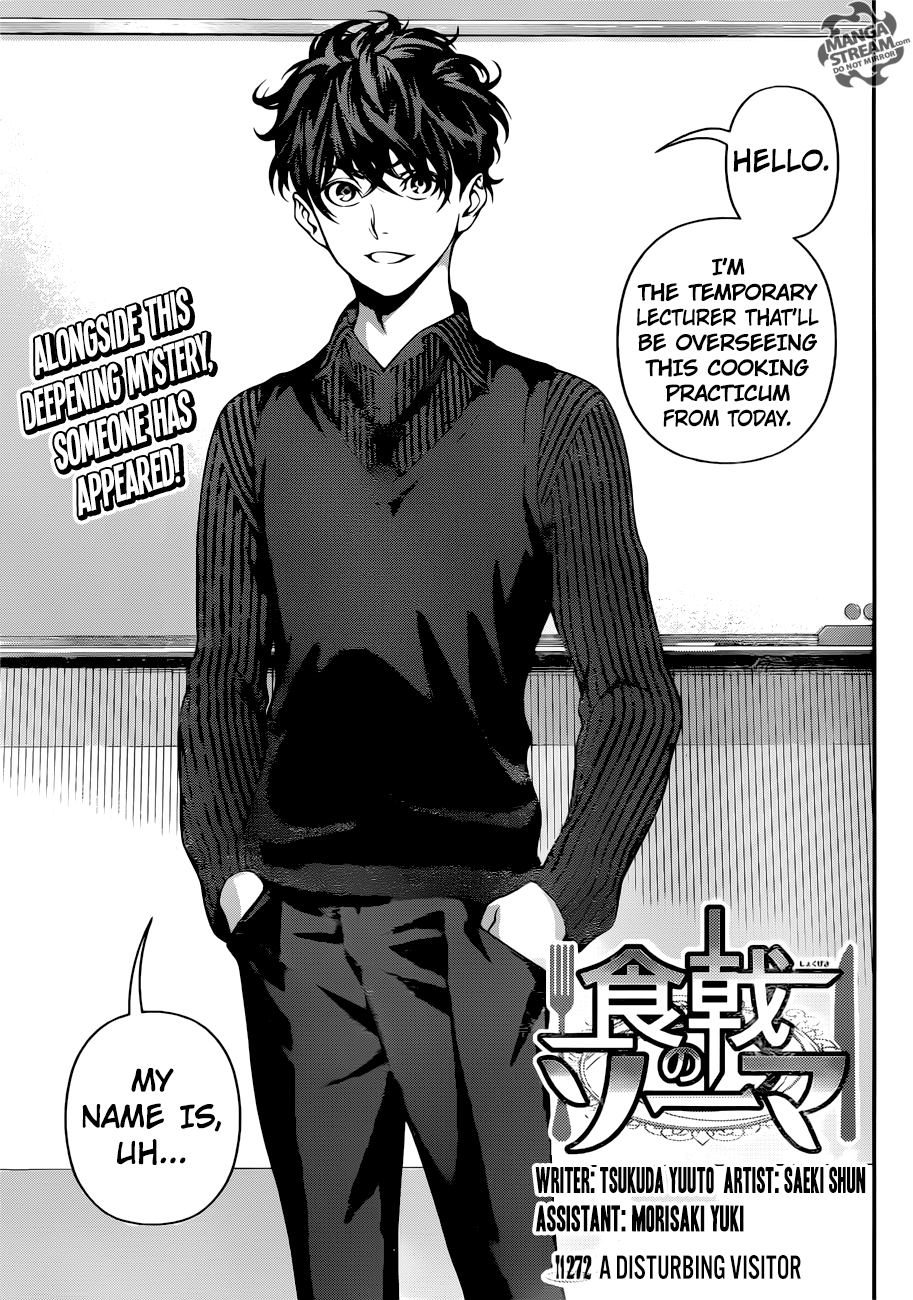 MANGA
STREAM.com
DO NOT MIRROR
HELLO.
I'M
THE TEMPORARY
LECTURER THAT'LL
BE OVERSEEING
THIS COOKING
PRACTICUM
FROM TODAY.
ALONGSIDE THIS
DEEPENING MYSTERY,
SOMEONE HAS
APPEARED!
MY
NAME IS,
UH...
しょくげき
食戟の
ソーマ
WRITER: TSUKUDA YUUTO ARTIST: SAEKI SHUN
ASSISTANT: MORISAKI YUKI
272 A DISTURBING VISITOR